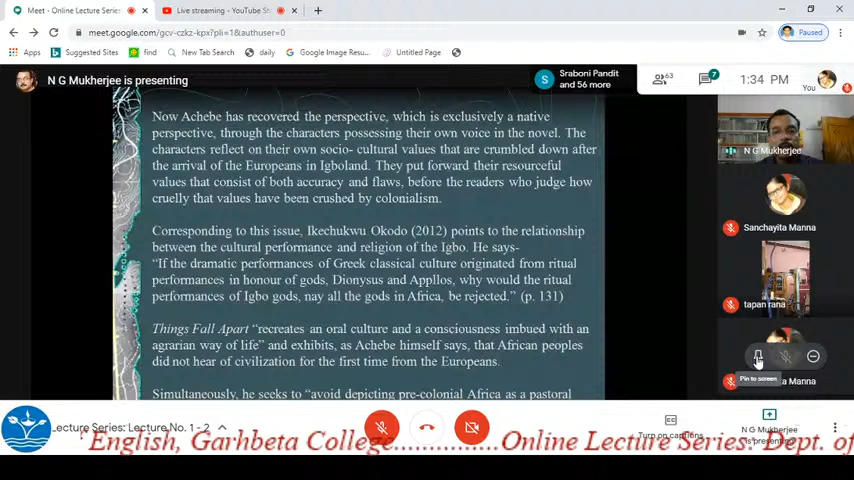 Meet - Online Lecture Series:
Live streaming - YouTube St
meet.google.com/gcv-czkz-kpx?pli=1&authuser=0
Paused
Apps
Suggested Sites
find
New Tab Search
daily
Google Image Resu...
Untitled Page
N G Mukherjee is presenting
S
Sraboni Pandit
and 56 more
63
7
1:34 PM
You
Now Achebe has recovered the perspective, which is exclusively a native
perspective, through the characters possessing their own voice in the novel. The
characters reflect on their own socio- cultural values that are crumbled down after
the arrival of the Europeans in Igboland. They put forward their resourceful
values that consist of both accuracy and flaws, before the readers who judge how
cruelly that values have been crushed by colonialism.
Corresponding to this issue, Ikechukwu Okodo (2012) points to the relationship
between the cultural performance and religion of the Igbo. He says-
“If the dramatic performances of Greek classical culture originated from ritual
performances in honour of gods, Dionysus and Appllos, why would the ritual
performances of Igbo gods, nay all the gods in Africa, be rejected.” (p. 131)
Things Fall Apart “recreates an oral culture and a consciousness imbued with an
agrarian way of life” and exhibits, as Achebe himself says, that African peoples
did not hear of civilization for the first time from the Europeans.
Simultaneously, he seeks to “avoid depicting pre-colonial Africa as a pastoral
N G Mukherjee
Sanchayita Manna
tapan rana
Pin to screen
ita Manna
ecture Series: Lecture No. 1 - 2
Turn on captions
N G Mukherjee
is presenting
English, Garhbeta College...............Online Lecture Series: Dept. of